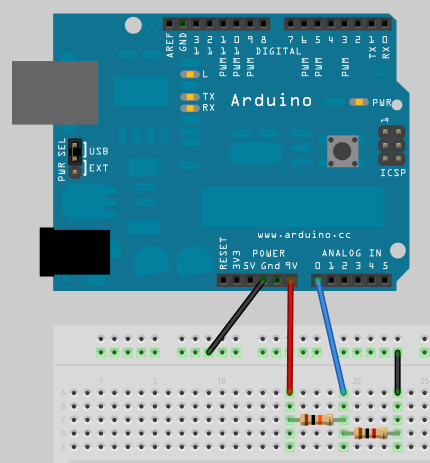 AREF
GND
13
12
11 PWM
10 PWM
9 PWM
8
7
6 PWM
5 PWM
4
3 PWM
2
1 TX
0 RX
DIGITAL
L
TX
RX
Arduino
PWR
PWR SEL
USB
EXT
1
ICSP
www.arduino.cc
POWER
ANALOG IN
RESET
3V3
5V Gnd 9V
0 1 2 3 4 5
1 5 10 20 25
A
B
C
D
E